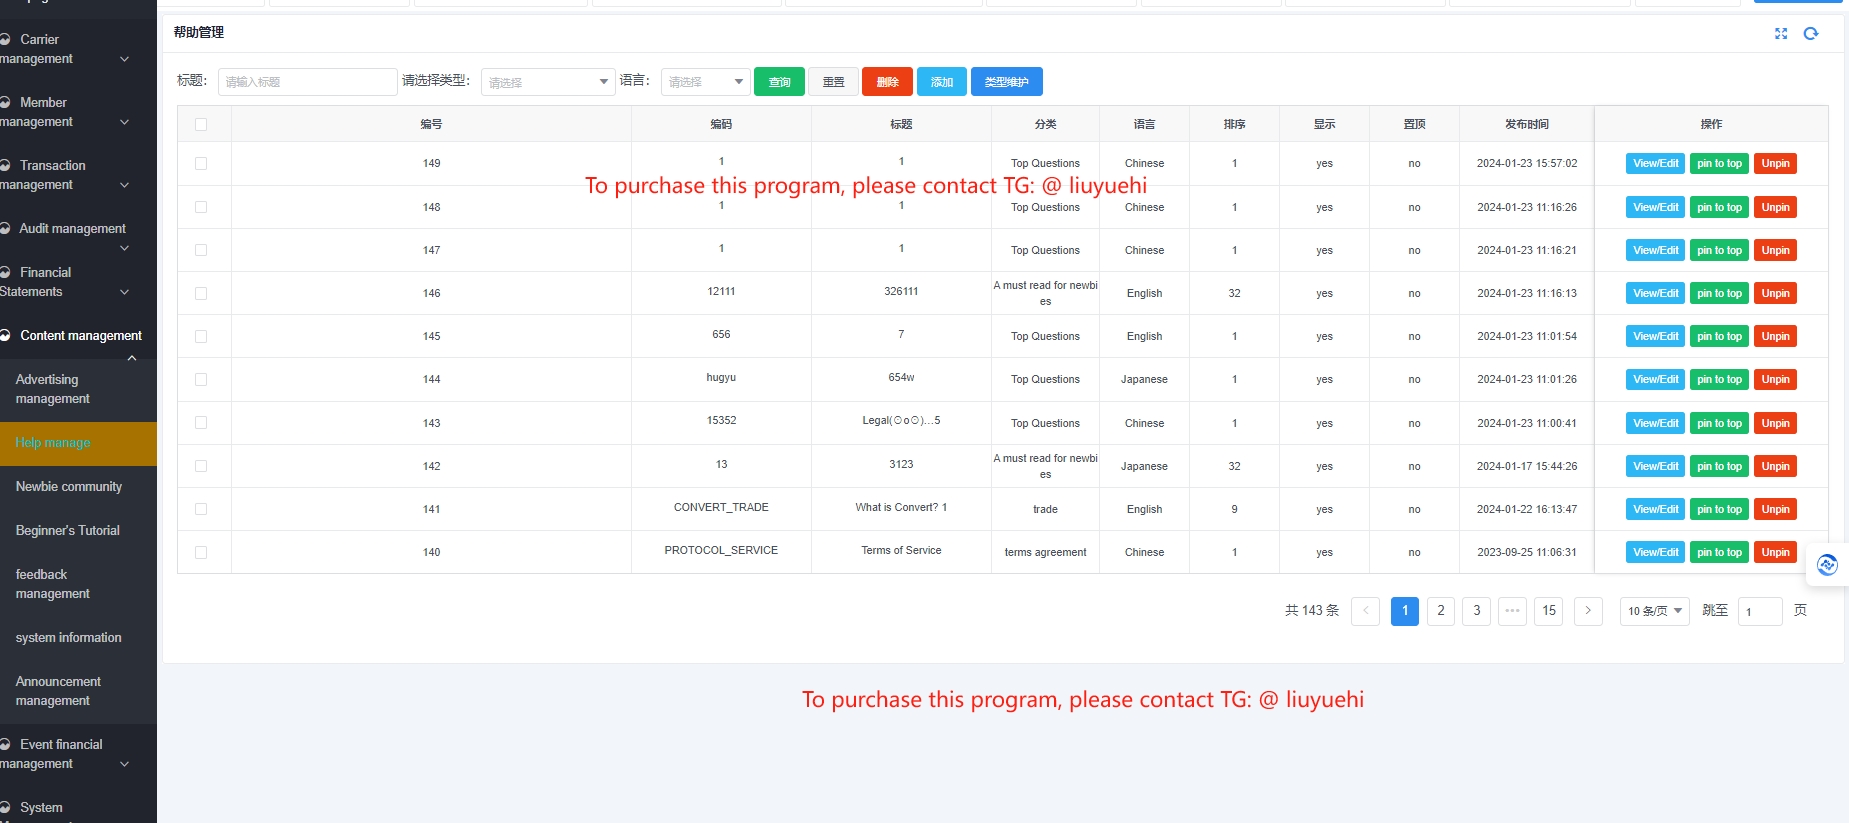 Carrier
management
Member
management
Transaction
management
Audit management
Financial
Statements
Content management
Advertising
management
Help manage
Newbie community
Beginner's Tutorial
feedback
management
system information
Announcement
management
Event financial
management
System
帮助管理
标题: 请输入标题 请选择类型: 请选择 语言: 请选择 查询 重置 删除 添加 类型维护
编号 编码 标题 分类 语言 排序 显示 置顶 发布时间 操作
149 1 1 Top Questions Chinese 1 yes no 2024-01-23 15:57:02 View/Edit pin to top Unpin
To purchase this program, please contact TG: @ liuyuehi
148 1 1 Top Questions Chinese 1 yes no 2024-01-23 11:16:26 View/Edit pin to top Unpin
147 1 1 Top Questions Chinese 1 yes no 2024-01-23 11:16:21 View/Edit pin to top Unpin
146 12111 326111 A must read for newbi
es English 32 yes no 2024-01-23 11:16:13 View/Edit pin to top Unpin
145 656 7 Top Questions English 1 yes no 2024-01-23 11:01:54 View/Edit pin to top Unpin
144 hugyu 654w Top Questions Japanese 1 yes no 2024-01-23 11:01:26 View/Edit pin to top Unpin
143 15352 Legal(⊙o⊙)…5 Top Questions Chinese 1 yes no 2024-01-23 11:00:41 View/Edit pin to top Unpin
142 13 3123 A must read for newbi
es Japanese 32 yes no 2024-01-17 15:44:26 View/Edit pin to top Unpin
141 CONVERT_TRADE What is Convert? 1 trade English 9 yes no 2024-01-22 16:13:47 View/Edit pin to top Unpin
140 PROTOCOL_SERVICE Terms of Service terms agreement Chinese 1 yes no 2023-09-25 11:06:31 View/Edit pin to top Unpin
共 143 条 1 2 3 ••• 15 10 条/页 跳至 1 页
To purchase this program, please contact TG: @ liuyuehi